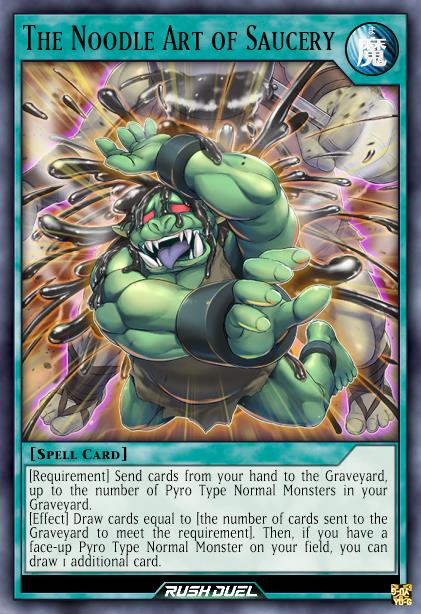 The Noodle Art of Saucery
ま
魔
[Spell Card]
[Requirement] Send cards from your hand to the Graveyard,
up to the number of Pyro Type Normal Monsters in your
Graveyard.
[Effect] Draw cards equal to [the number of cards sent to the
Graveyard to meet the requirement]. Then, if you have a
face-up Pyro Type Normal Monster on your field, you can
draw 1 additional card.
RUSH DUEL